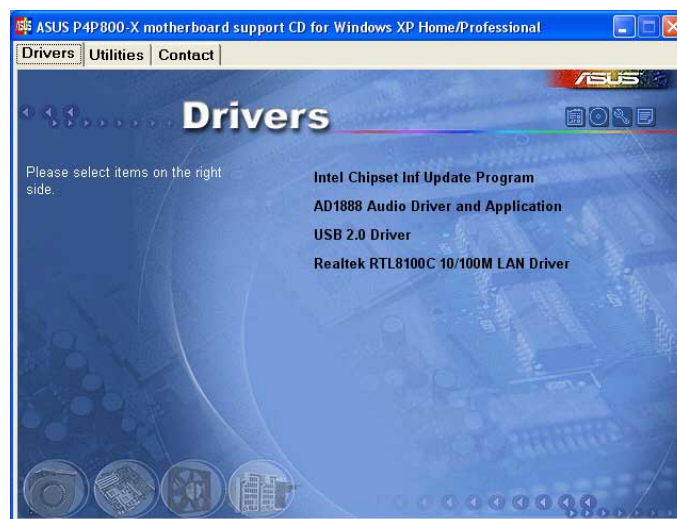 ASUS P4P800-X motherboard support CD for Windows XP Home/Professional
Drivers Utilities Contact
ASUS
Drivers
Please select items on the right
side.
Intel Chipset Inf Update Program
AD1888 Audio Driver and Application
USB 2.0 Driver
Realtek RTL8100C 10/100M LAN Driver